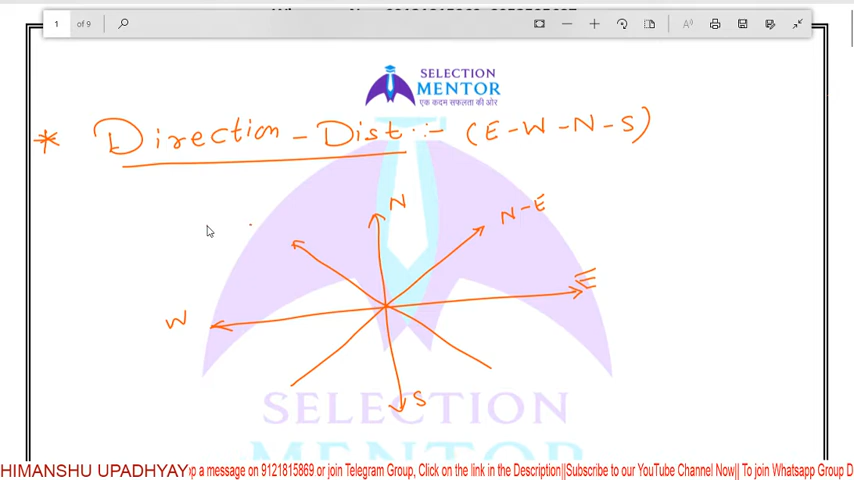 1 of 9
SELECTION
MENTOR
एक कदम सफलता की ओर
* Direction - Dist :- (E-W-N-S)
N
N-E
E
W
S
SELECTION
MENTOR
HIMANSHU UPADHYAY op a message on 9121815869 or join Telegram Group, Click on the link in the Description||Subscribe to our YouTube Channel Now|| To join Whatsapp Group D